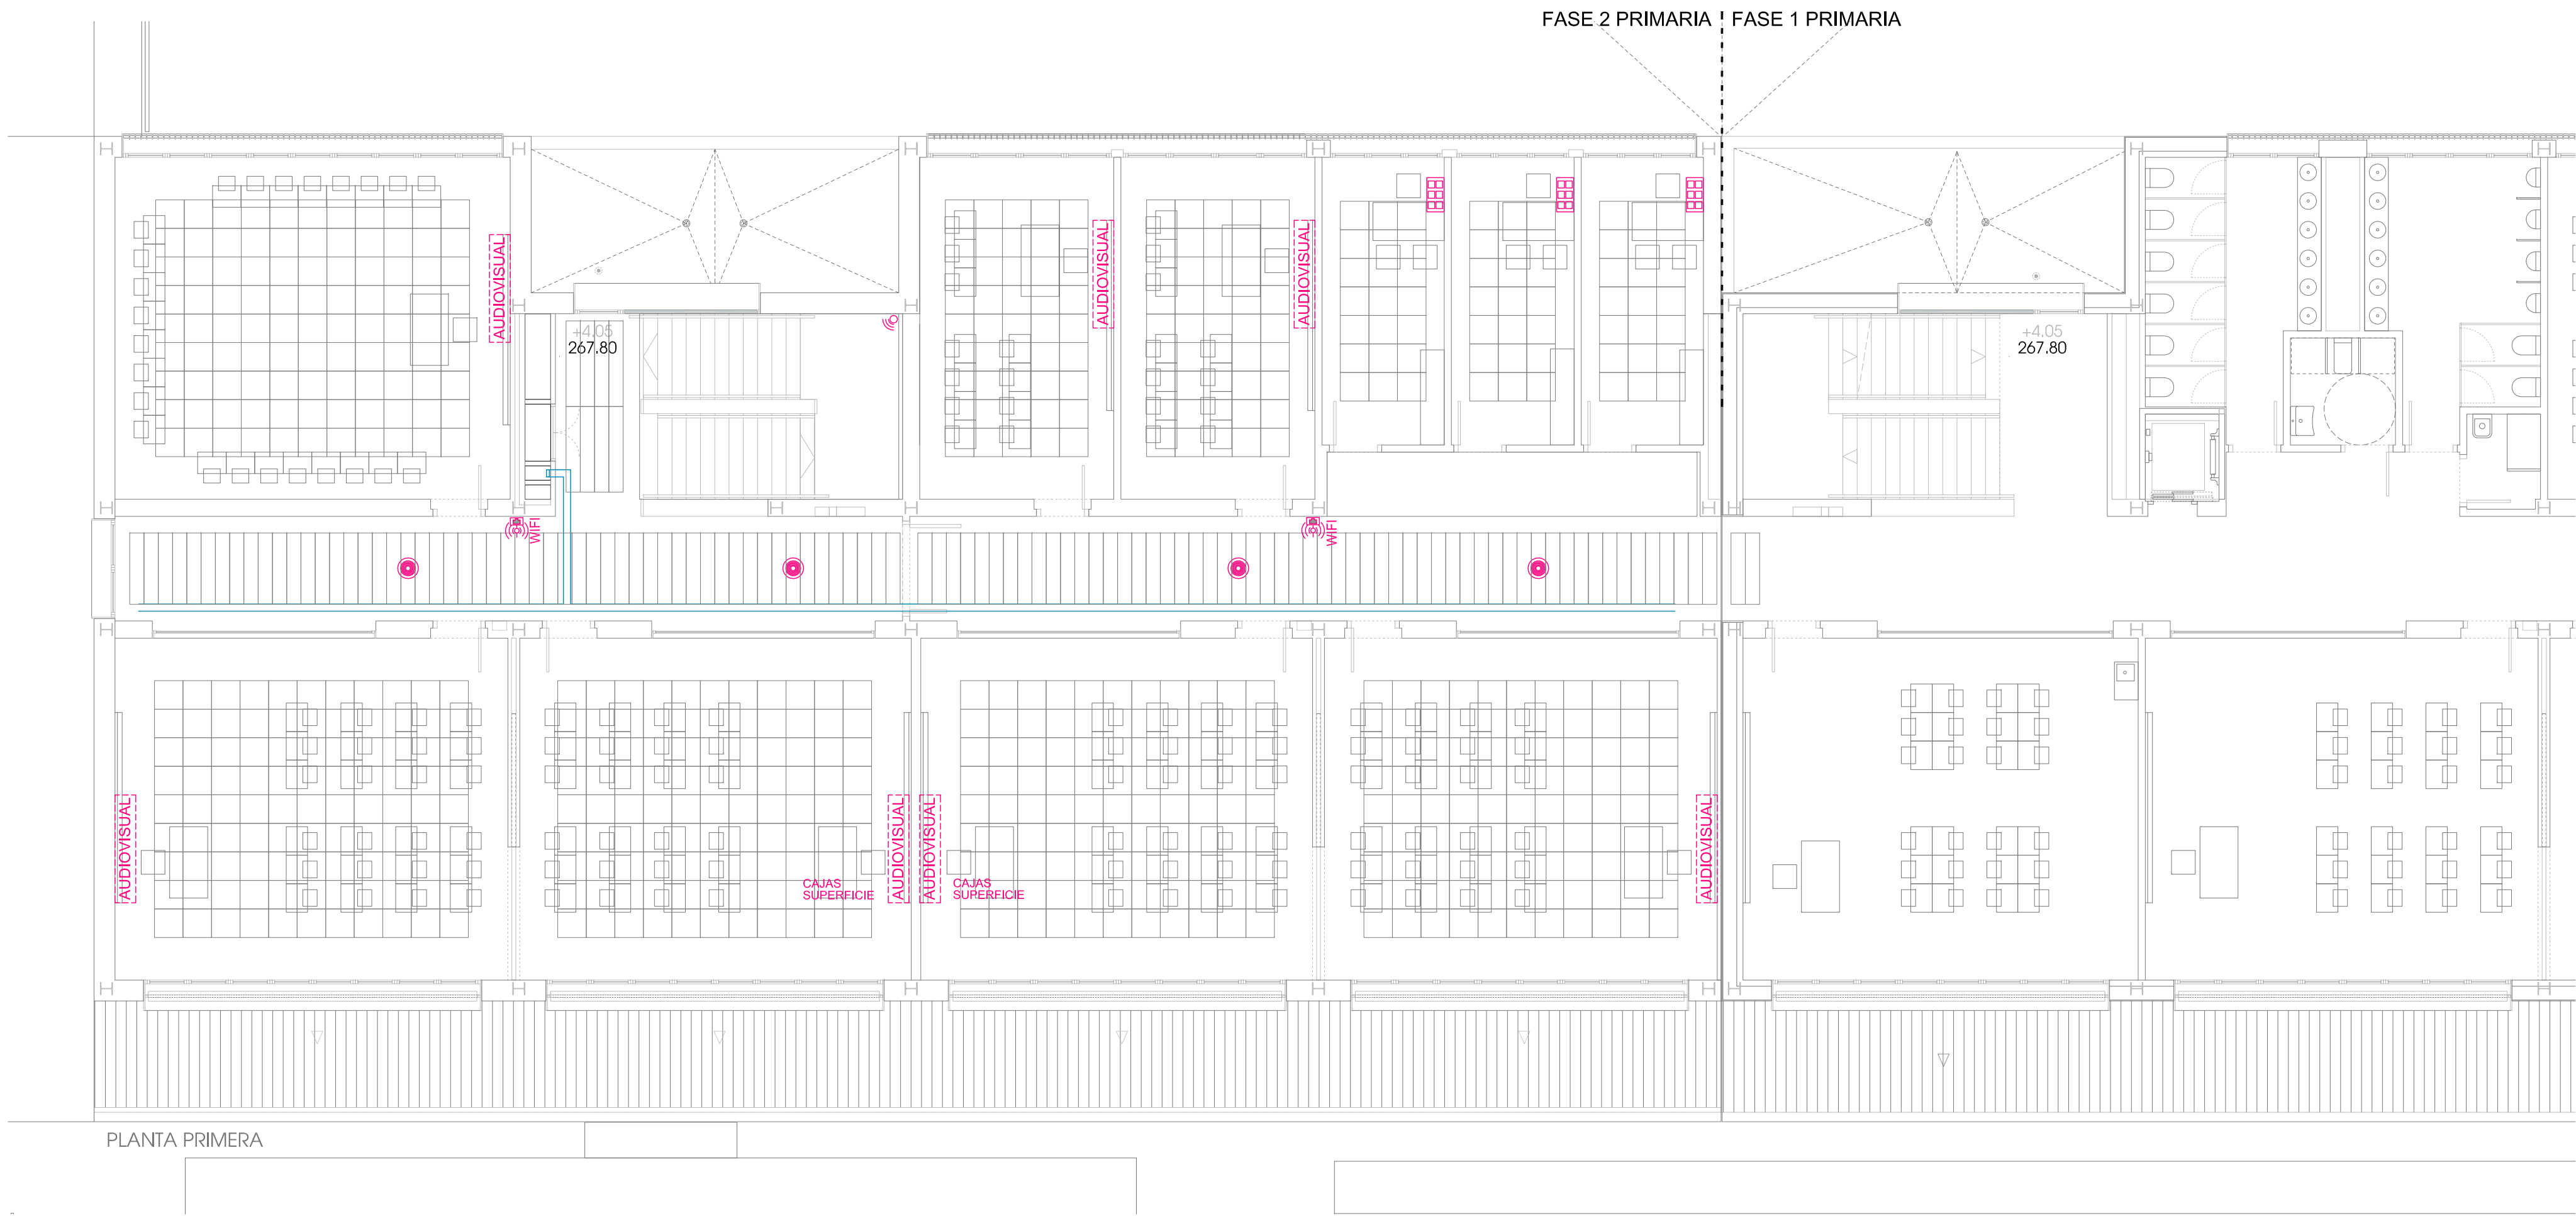 FASE 2 PRIMARIA
FASE 1 PRIMARIA
AUDIOVISUAL
AUDIOVISUAL
AUDIOVISUAL
+4.05
267.80
+4.05
267.80
WIFI
WIFI
AUDIOVISUAL
AUDIOVISUAL
AUDIOVISUAL
AUDIOVISUAL
CAJAS
SUPERFICIE
CAJAS
SUPERFICIE
PLANTA PRIMERA